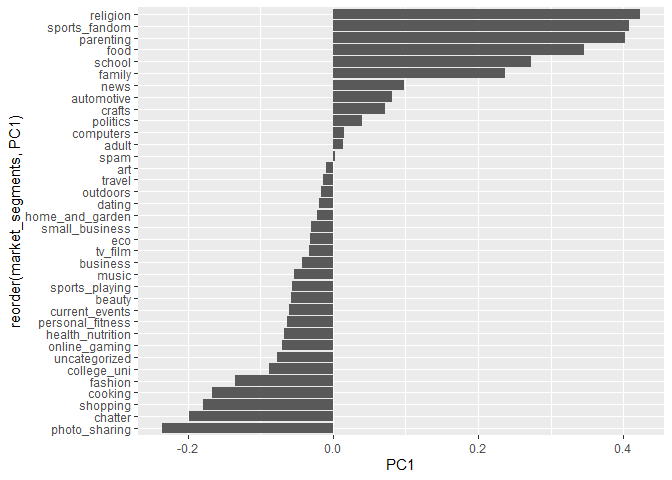 religion
sports_fandom
parenting
food
school
family
news
automotive
crafts
politics
computers
adult
spam
art
travel
outdoors
dating
home_and_garden
small_business
eco
tv_film
business
music
sports_playing
beauty
current_events
personal_fitness
health_nutrition
online_gaming
uncategorized
college_uni
fashion
cooking
shopping
chatter
photo_sharing
reorder(market_segments, PC1)
-0.2 0.0 0.2 0.4
PC1